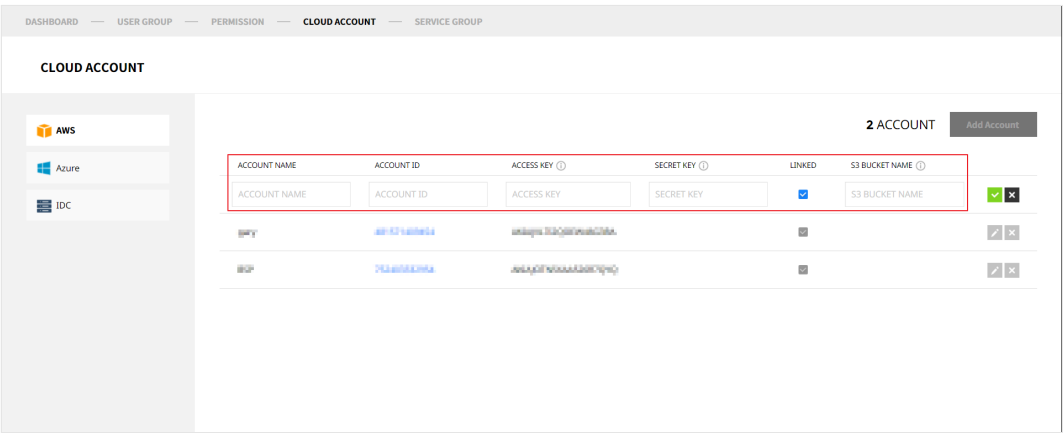 DASHBOARD — USER GROUP — PERMISSION — CLOUD ACCOUNT — SERVICE GROUP
CLOUD ACCOUNT
AWS
Azure
IDC
2 ACCOUNT Add Account
ACCOUNT NAME ACCOUNT ID ACCESS KEY SECRET KEY LINKED S3 BUCKET NAME
ACCOUNT NAME ACCOUNT ID ACCESS KEY SECRET KEY S3 BUCKET NAME